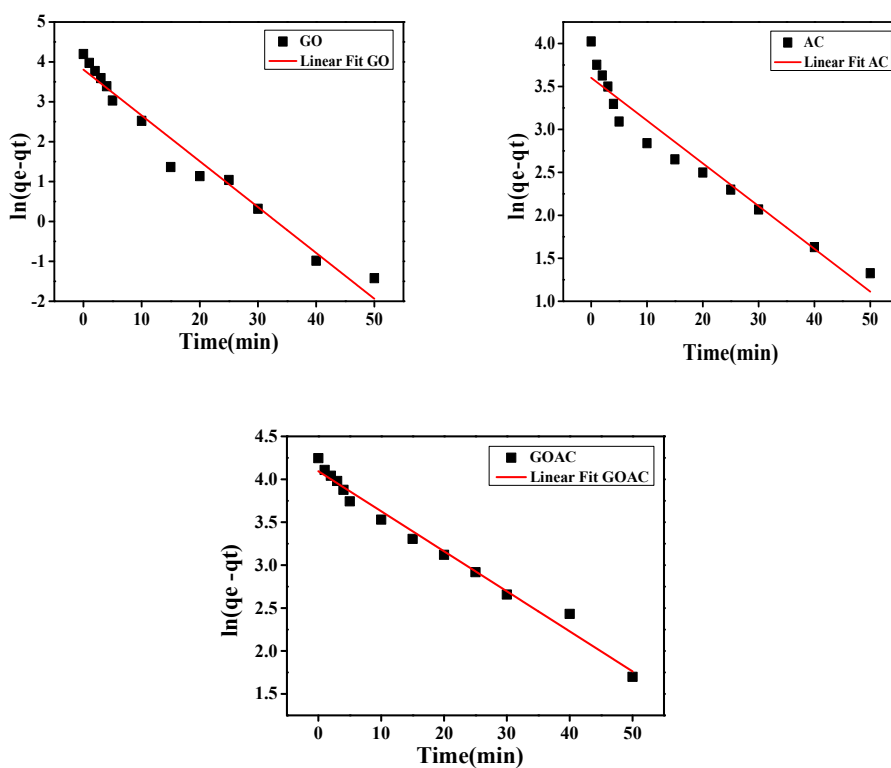 GO
Linear Fit GO
5
4
3
2
1
0
-1
-2
ln(qe-qt)
0 10 20 30 40 50
Time(min)
AC
Linear Fit AC
4.0
3.5
3.0
2.5
2.0
1.5
1.0
ln(qe-qt)
0 10 20 30 40 50
Time(min)
GOAC
Linear Fit GOAC
4.5
4.0
3.5
3.0
2.5
2.0
1.5
ln(qe -qt)
0 10 20 30 40 50
Time(min)